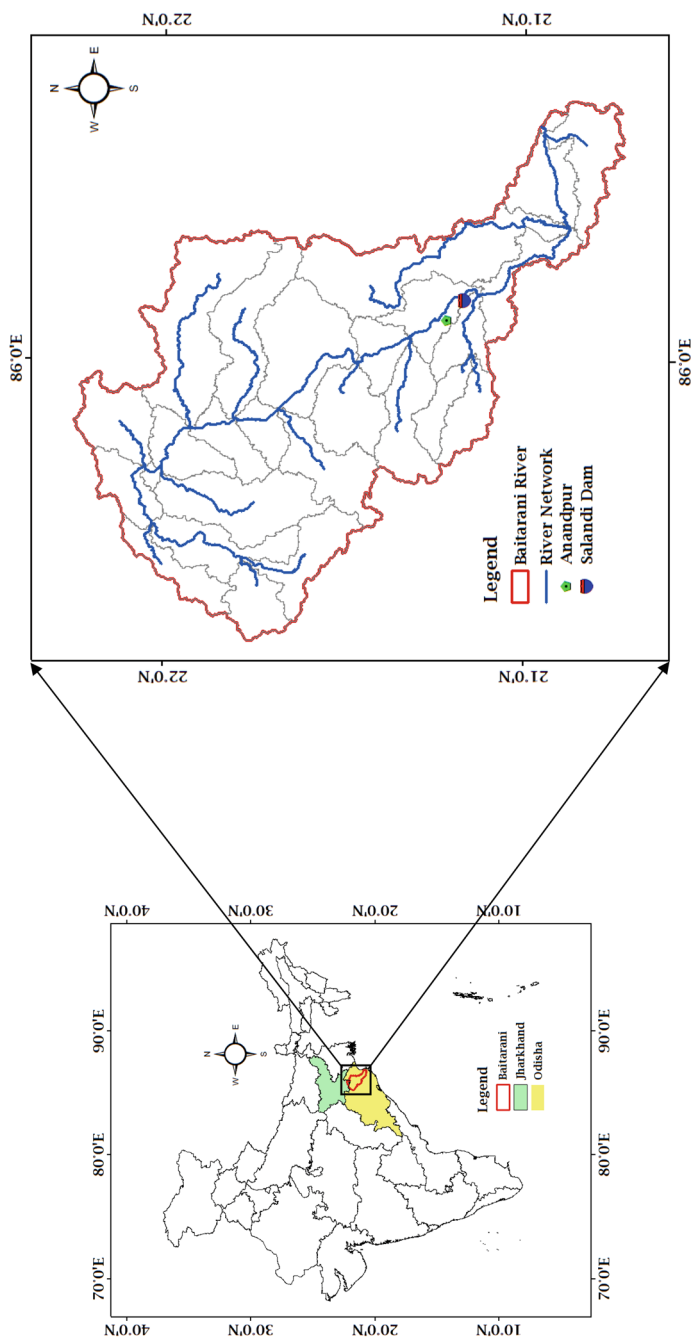 70°0'E
80°0'E
90°0'E
40°0'N
30°0'N
20°0'N
10°0'N
40°0'N
30°0'N
20°0'N
10°0'N
N
W
E
S
Legend
Baitarani
Jharkhand
Odisha
70°0'E
80°0'E
90°0'E
86°0'E
22°0'N
21°0'N
22°0'N
21°0'N
N
W
E
S
Legend
Baitarani River
River Network
Anandpur
Salandi Dam
86°0'E